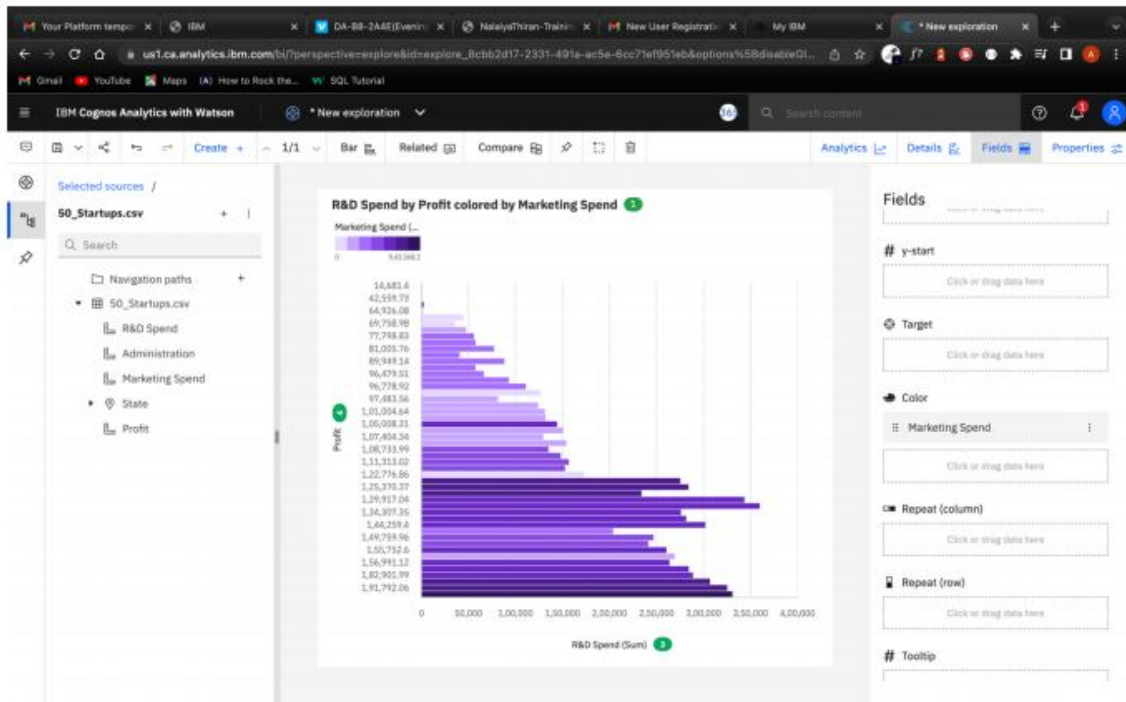 Your Platform tempo
IBM
DA-BB-2A4E(Evenin
NalaiyaThiran-Trainin
New User Registratio
My IBM
* New exploration
us1.ca.analytics.ibm.com/bi/?perspective=explore&id=explore_8cbb2d17-2331-491a-ac5e-6cc71ef951eb&options%5BdisableGl...
Gmail
YouTube
Maps
(A) How to Rock the...
SQL Tutorial
IBM Cognos Analytics with Watson
* New exploration
Search content
1
Create +
1/1
Bar
Related
Compare
Analytics
Details
Fields
Properties
Selected sources /
50_Startups.csv
Search
Navigation paths
50_Startups.csv
R&D Spend
Administration
Marketing Spend
State
Profit
R&D Spend by Profit colored by Marketing Spend 1
Marketing Spend (...
0
14,681.4
42,559.73
64,926.08
69,758.98
77,798.83
81,005.76
89,949.14
96,479.51
96,778.92
97,483.56
1,01,004.64
1,05,008.31
1,07,404.34
1,08,733.99
1,11,313.02
1,22,776.86
1,25,370.37
1,29,917.04
1,34,307.35
1,44,259.4
1,49,759.96
1,55,752.6
1,56,991.12
1,82,901.99
1,91,792.06
Profit
0 50,000 1,00,000 1,50,000 2,00,000 2,50,000 3,00,000 3,50,000 4,00,000
R&D Spend (Sum) 3
Fields
# y-start
Click or drag data here
Target
Click or drag data here
Color
Marketing Spend
Click or drag data here
Repeat (column)
Click or drag data here
Repeat (row)
Click or drag data here
# Tooltip